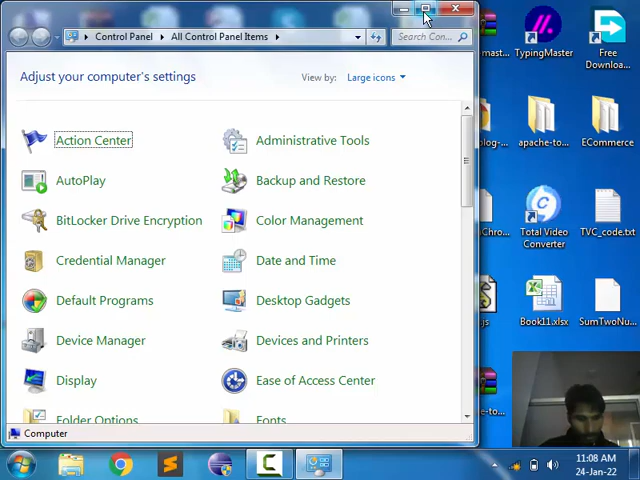 Control Panel
All Control Panel Items
Search Con...
Adjust your computer's settings
View by:
Large icons
Action Center
Administrative Tools
AutoPlay
Backup and Restore
BitLocker Drive Encryption
Color Management
Credential Manager
Date and Time
Default Programs
Desktop Gadgets
Device Manager
Devices and Printers
Display
Ease of Access Center
Folder Options
Fonts
Computer
TypingMaster
Free
Downloa...
apache-to...
ECommerce
Total Video
Converter
TVC_code.txt
Book11.xlsx
SumTwoNu...
11:08 AM
24-Jan-22